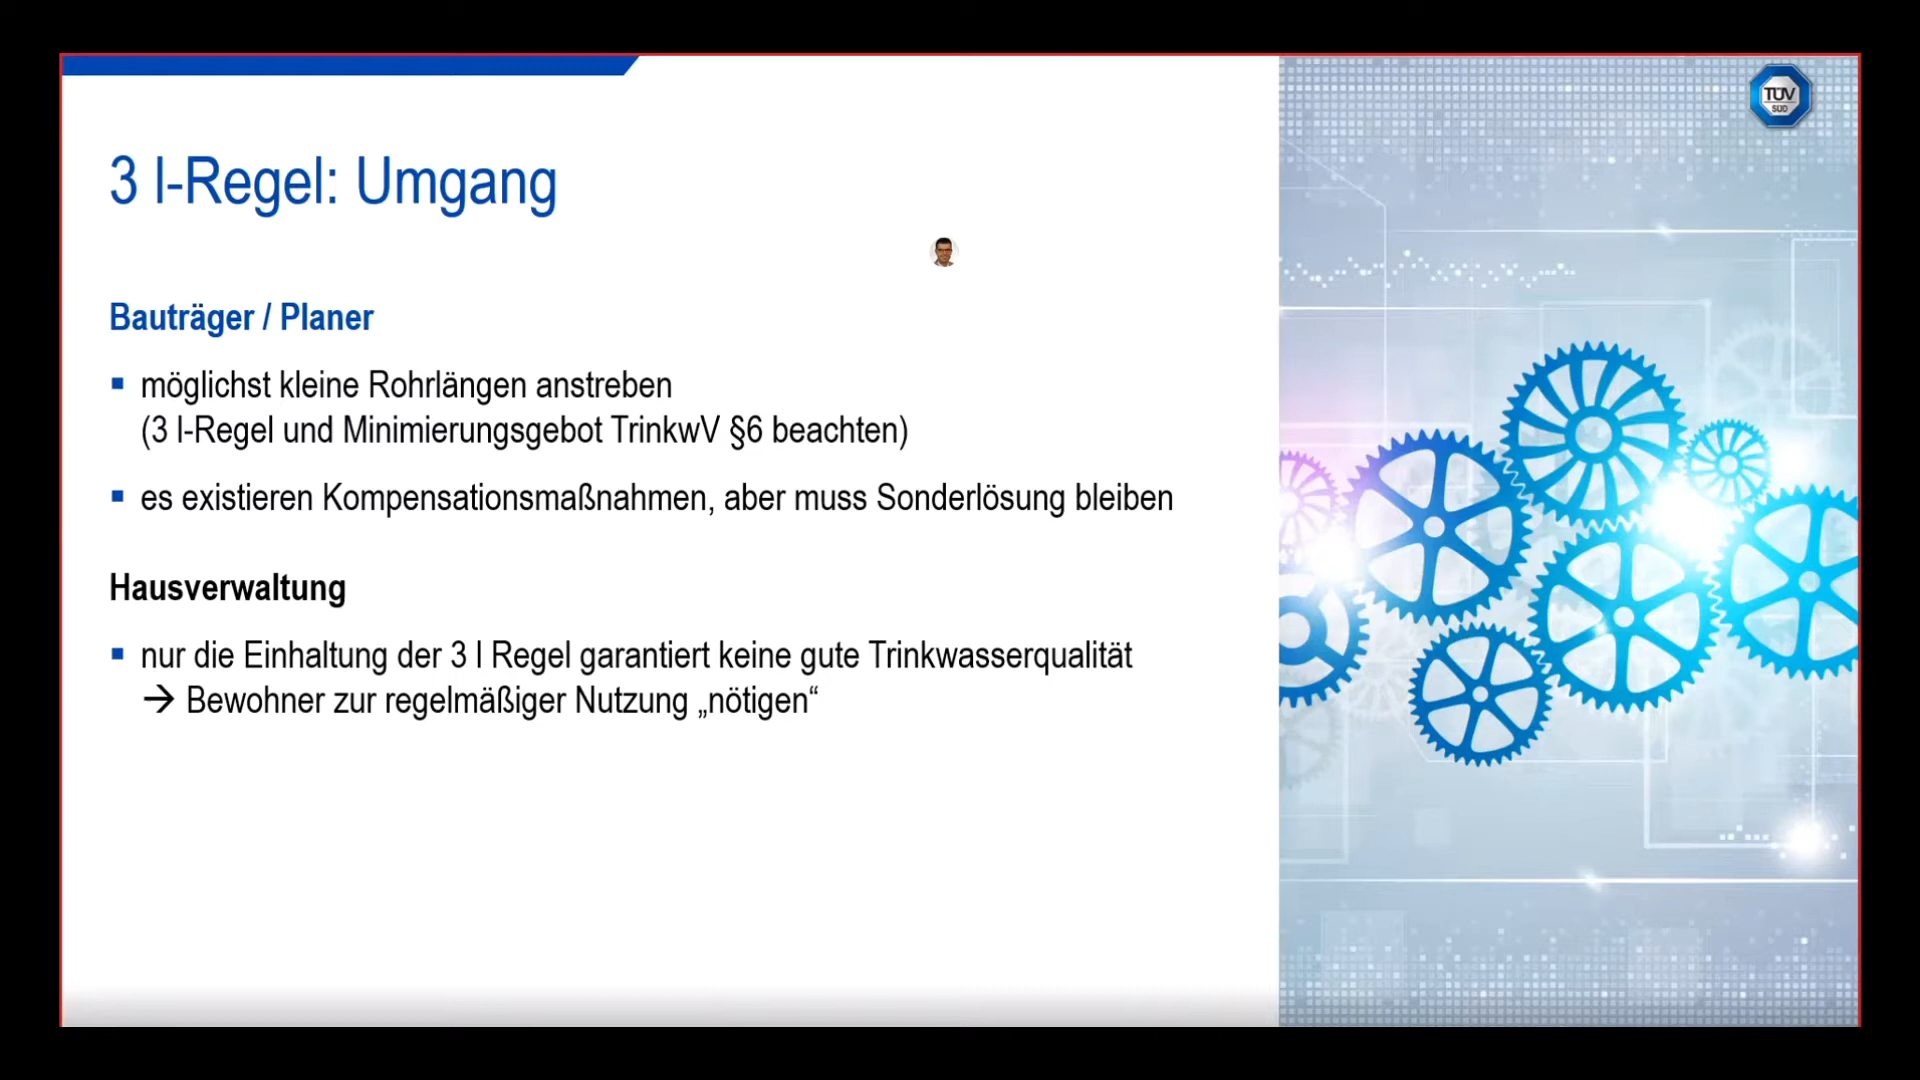 TÜV
SÜD
3 l-Regel: Umgang
Bauträger / Planer
▪ möglichst kleine Rohrlängen anstreben
(3 l-Regel und Minimierungsgebot TrinkwV §6 beachten)
▪ es existieren Kompensationsmaßnahmen, aber muss Sonderlösung bleiben
Hausverwaltung
▪ nur die Einhaltung der 3 l Regel garantiert keine gute Trinkwasserqualität
→ Bewohner zur regelmäßiger Nutzung „nötigen“